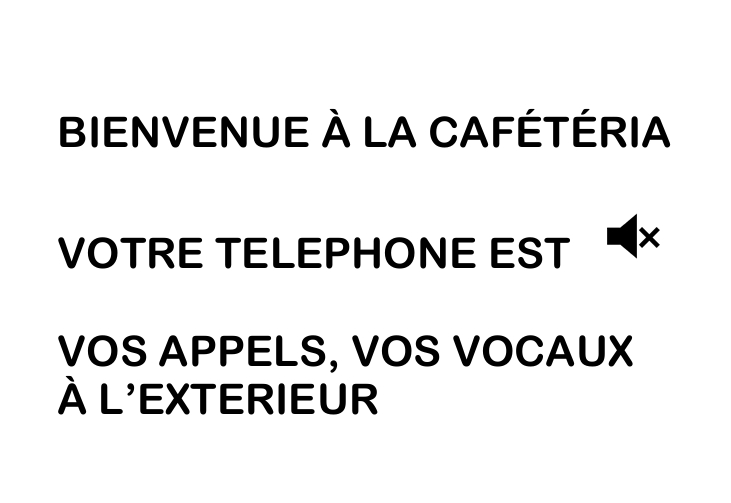 BIENVENUE À LA CAFÉTÉRIA
VOTRE TELEPHONE EST
VOS APPELS, VOS VOCAUX
À L’EXTERIEUR